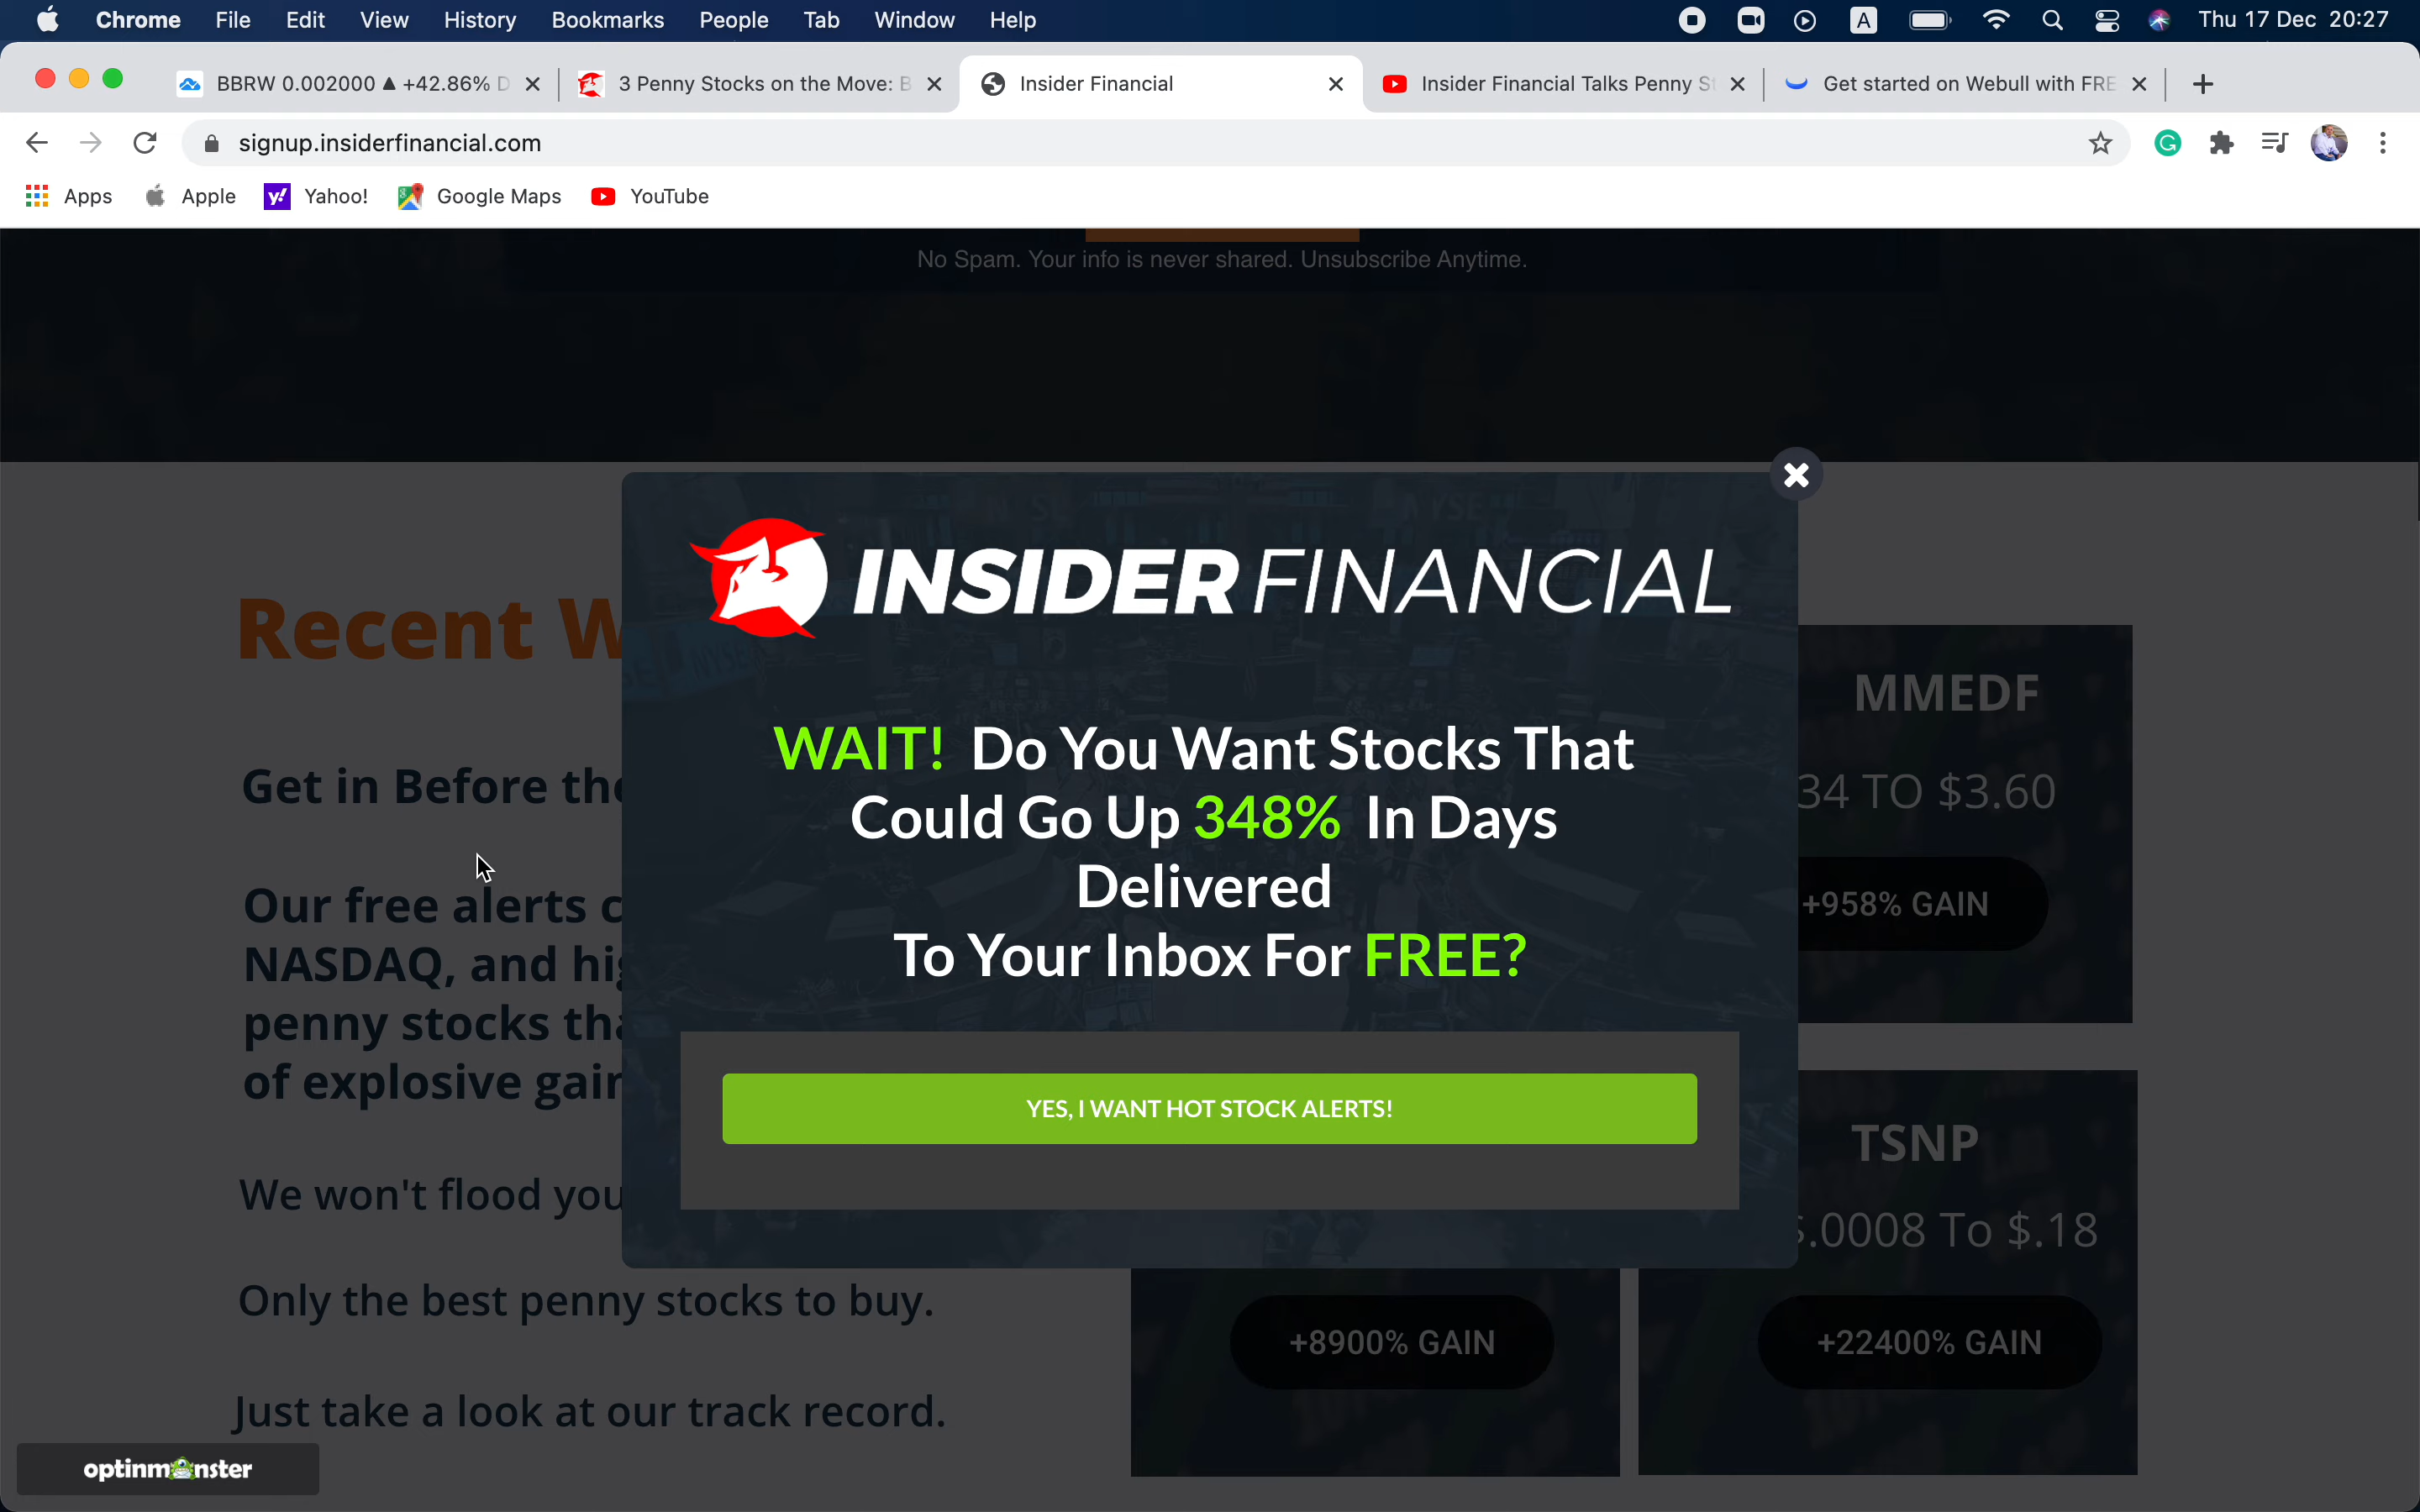 Chrome File Edit View History Bookmarks People Tab Window Help
A Thu 17 Dec 20:27
BBRW 0.002000 ▲ +42.86% D
3 Penny Stocks on the Move: B
Insider Financial
Insider Financial Talks Penny St
Get started on Webull with FRE
signup.insiderfinancial.com
Apps Apple Yahoo! Google Maps YouTube
No Spam. Your info is never shared. Unsubscribe Anytime.
INSIDERFINANCIAL
WAIT! Do You Want Stocks That
Could Go Up 348% In Days
Delivered
To Your Inbox For FREE?
YES, I WANT HOT STOCK ALERTS!
Recent W
Get in Before the
Our free alerts c
NASDAQ, and hig
penny stocks tha
of explosive gain
We won't flood you
Only the best penny stocks to buy.
Just take a look at our track record.
MMEDF
34 TO $3.60
+958% GAIN
TSNP
$.0008 To $.18
+8900% GAIN
+22400% GAIN
optinmonster